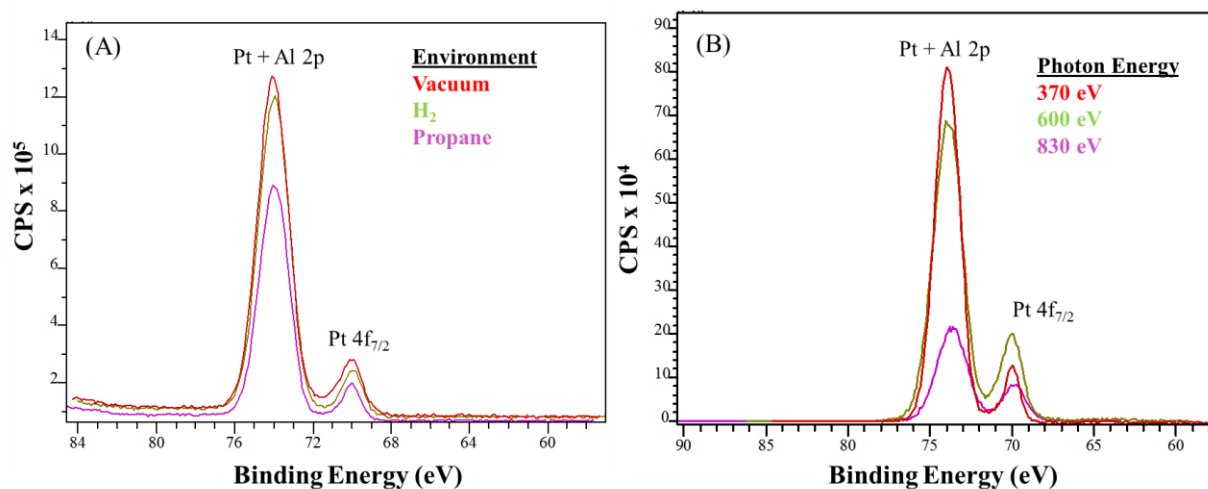 (A)
Pt + Al 2p
Environment
Vacuum
H₂
Propane
Pt 4f₇/₂
CPS x 10⁵
14
12
10
8
6
4
2
84 80 76 72 68 64 60
Binding Energy (eV)
(B)
Pt + Al 2p
Photon Energy
370 eV
600 eV
830 eV
Pt 4f₇/₂
CPS x 10⁴
90
80
70
60
50
40
30
20
10
0
90 85 80 75 70 65 60
Binding Energy (eV)